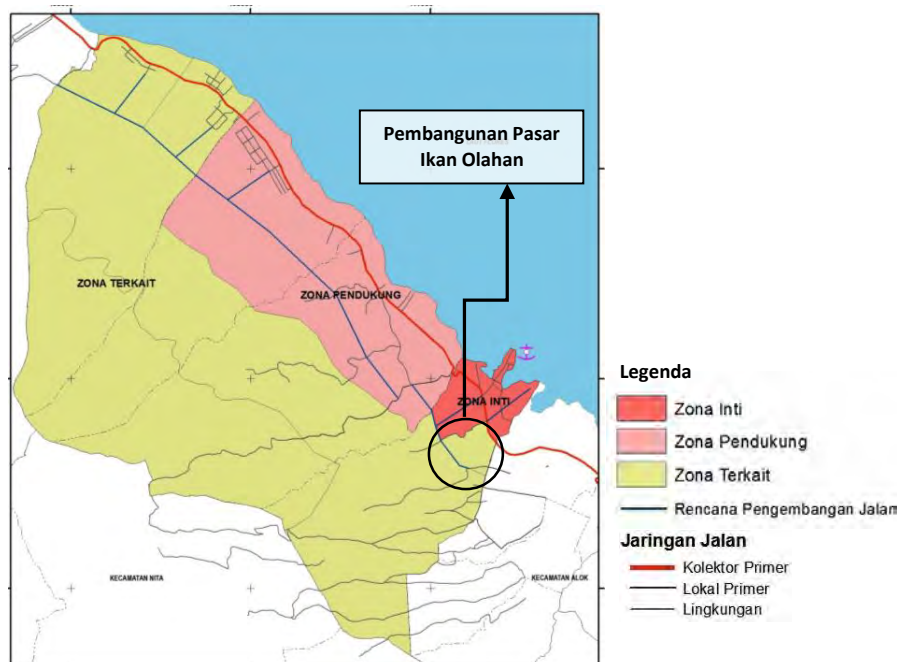 Pembangunan Pasar
Ikan Olahan
ZONA TERKAIT
ZONA PENDUKUNG
ZONA INTI
KECAMATAN NITA
KECAMATAN ALOK
Legenda
Zona Inti
Zona Pendukung
Zona Terkait
Rencana Pengembangan Jalam
Jaringan Jalan
Kolektor Primer
Lokal Primer
Lingkungan